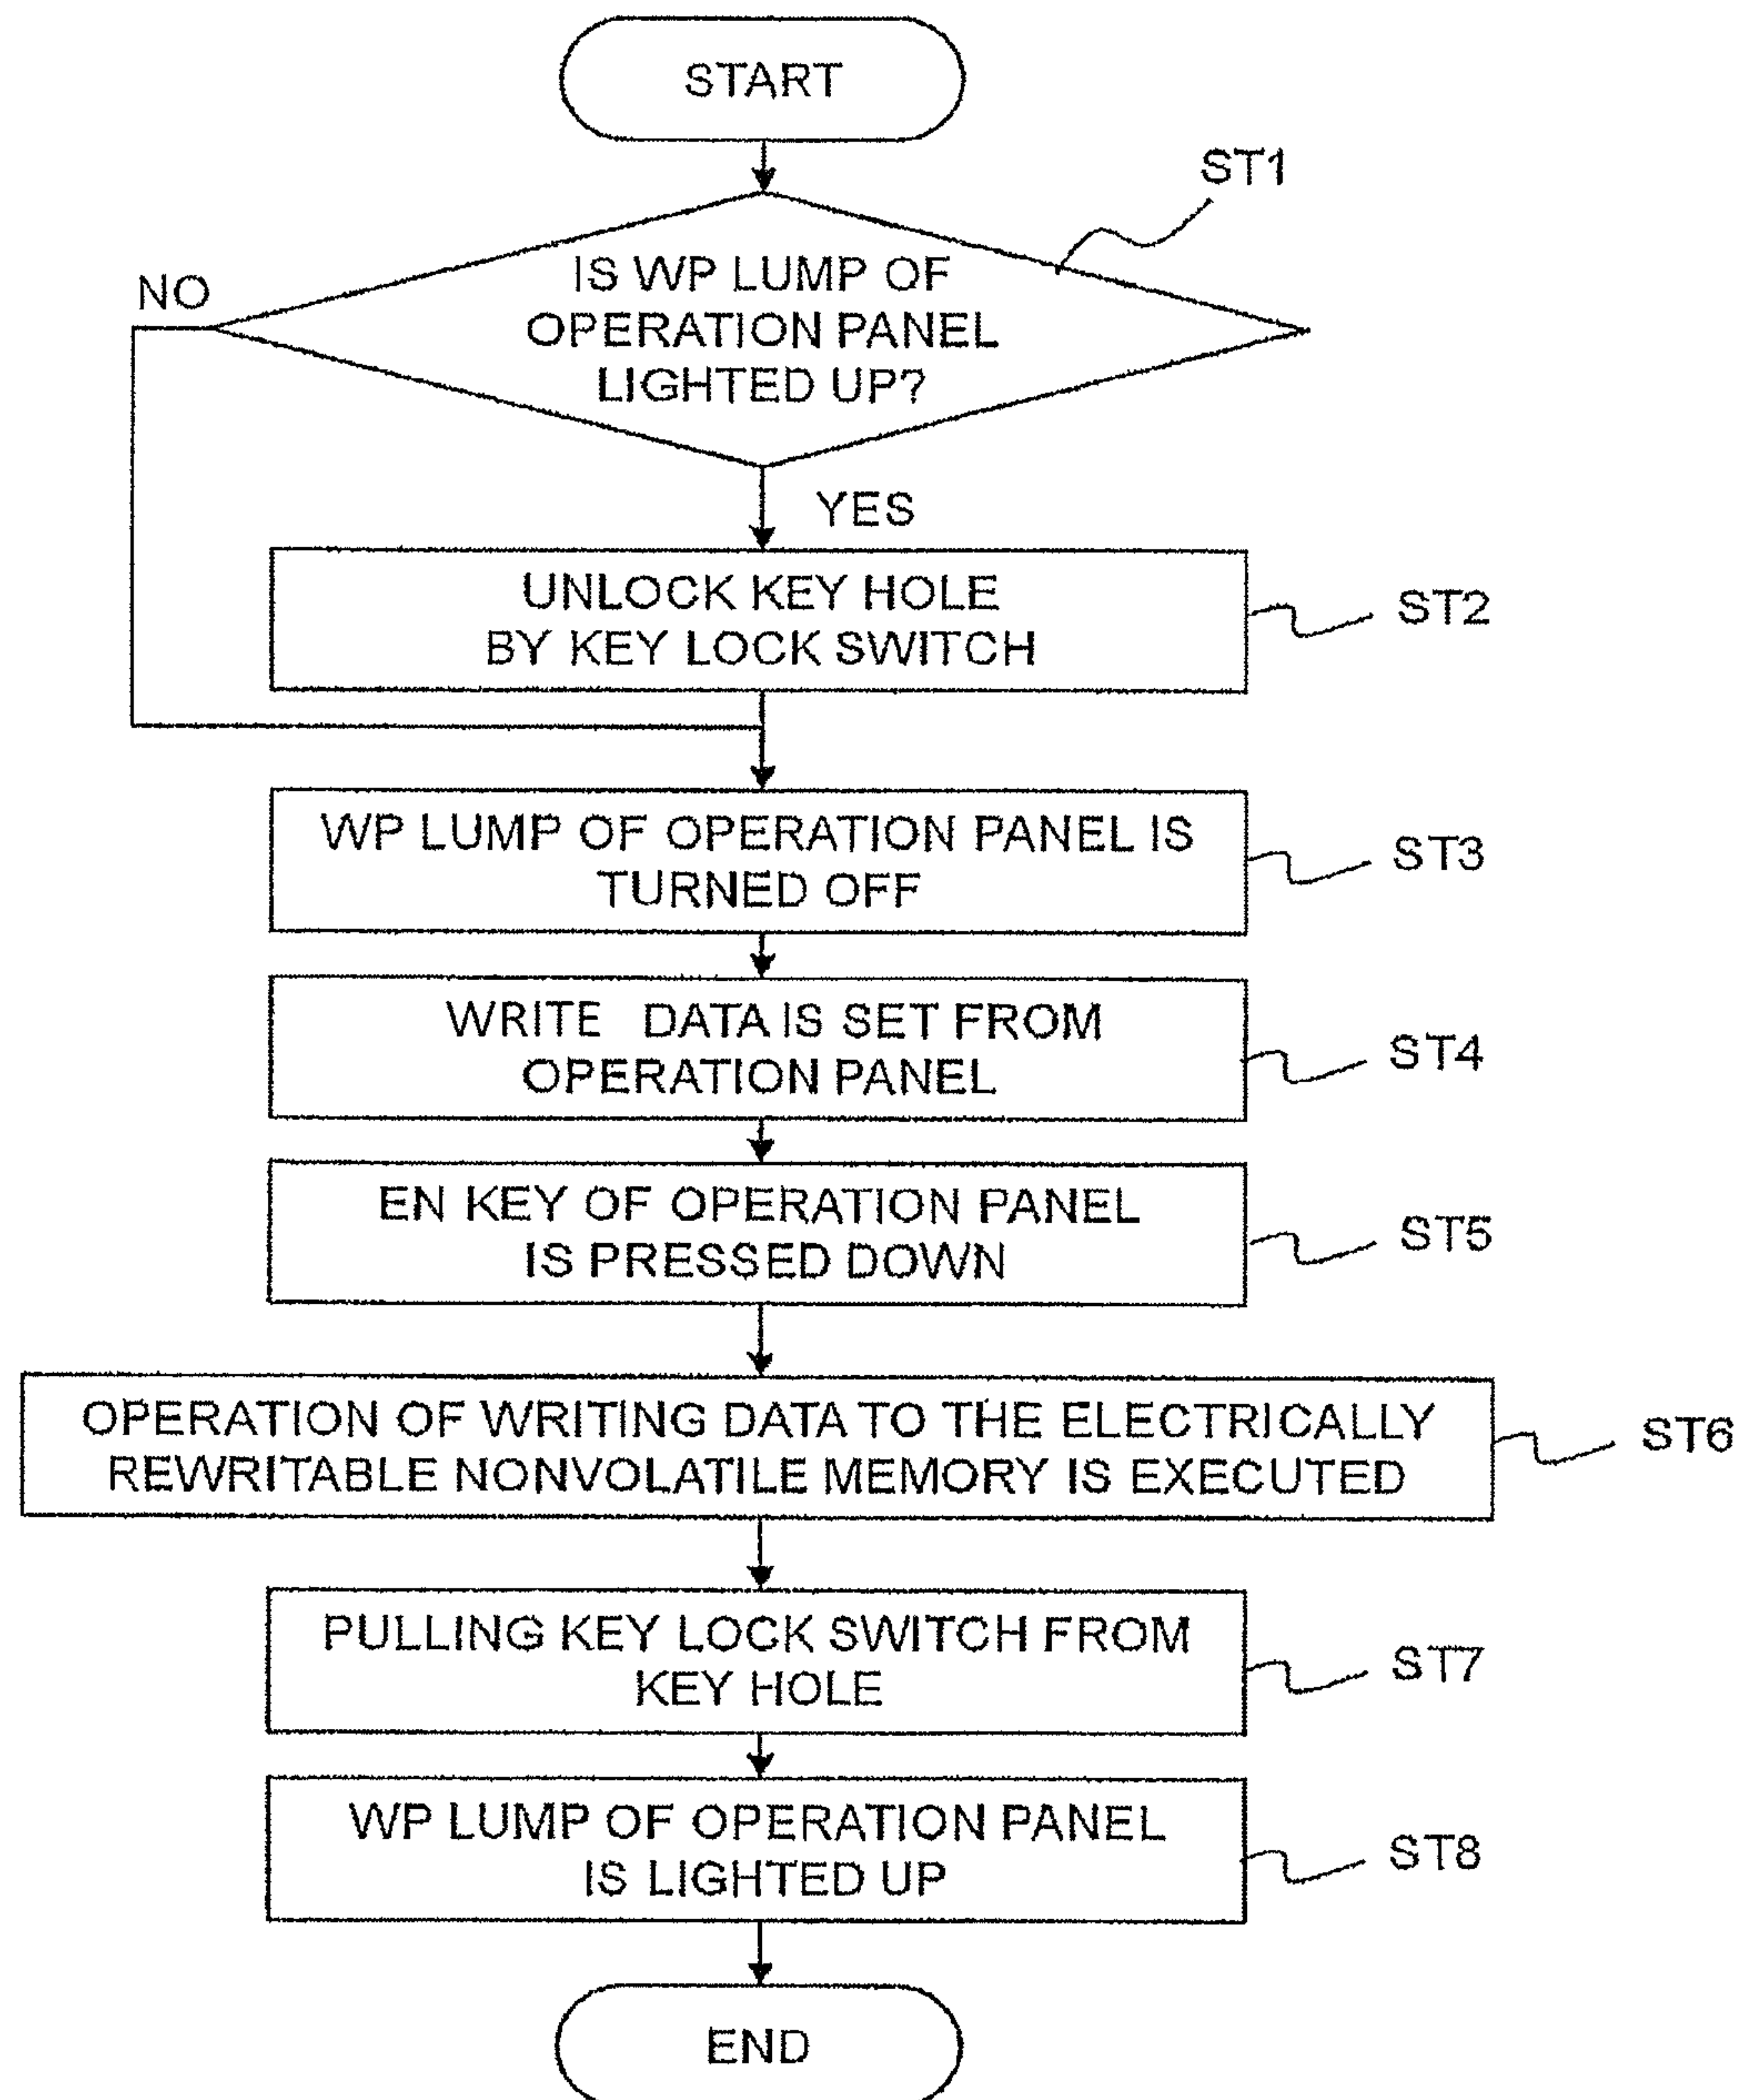 START
ST1
NO
IS WP LUMP OF
OPERATION PANEL
LIGHTED UP?
YES
UNLOCK KEY HOLE
BY KEY LOCK SWITCH
ST2
WP LUMP OF OPERATION PANEL IS
TURNED OFF
ST3
WRITE DATA IS SET FROM
OPERATION PANEL
ST4
EN KEY OF OPERATION PANEL
IS PRESSED DOWN
ST5
OPERATION OF WRITING DATA TO THE ELECTRICALLY
REWRITABLE NONVOLATILE MEMORY IS EXECUTED
ST6
PULLING KEY LOCK SWITCH FROM
KEY HOLE
ST7
WP LUMP OF OPERATION PANEL
IS LIGHTED UP
ST8
END